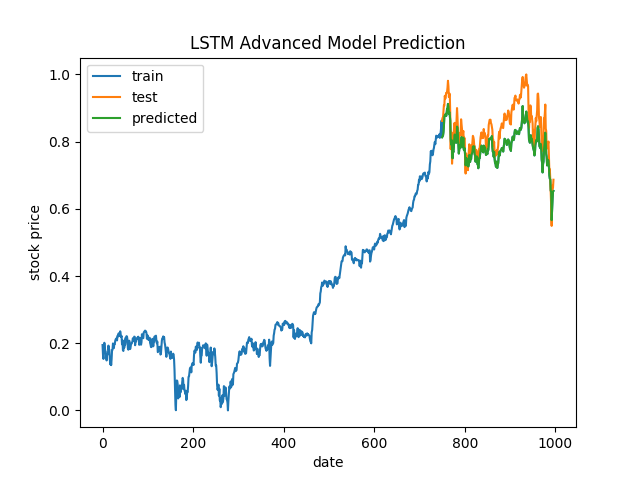 LSTM Advanced Model Prediction
train
test
predicted
1.0
0.8
0.6
0.4
0.2
0.0
stock price
0 200 400 600 800 1000
date